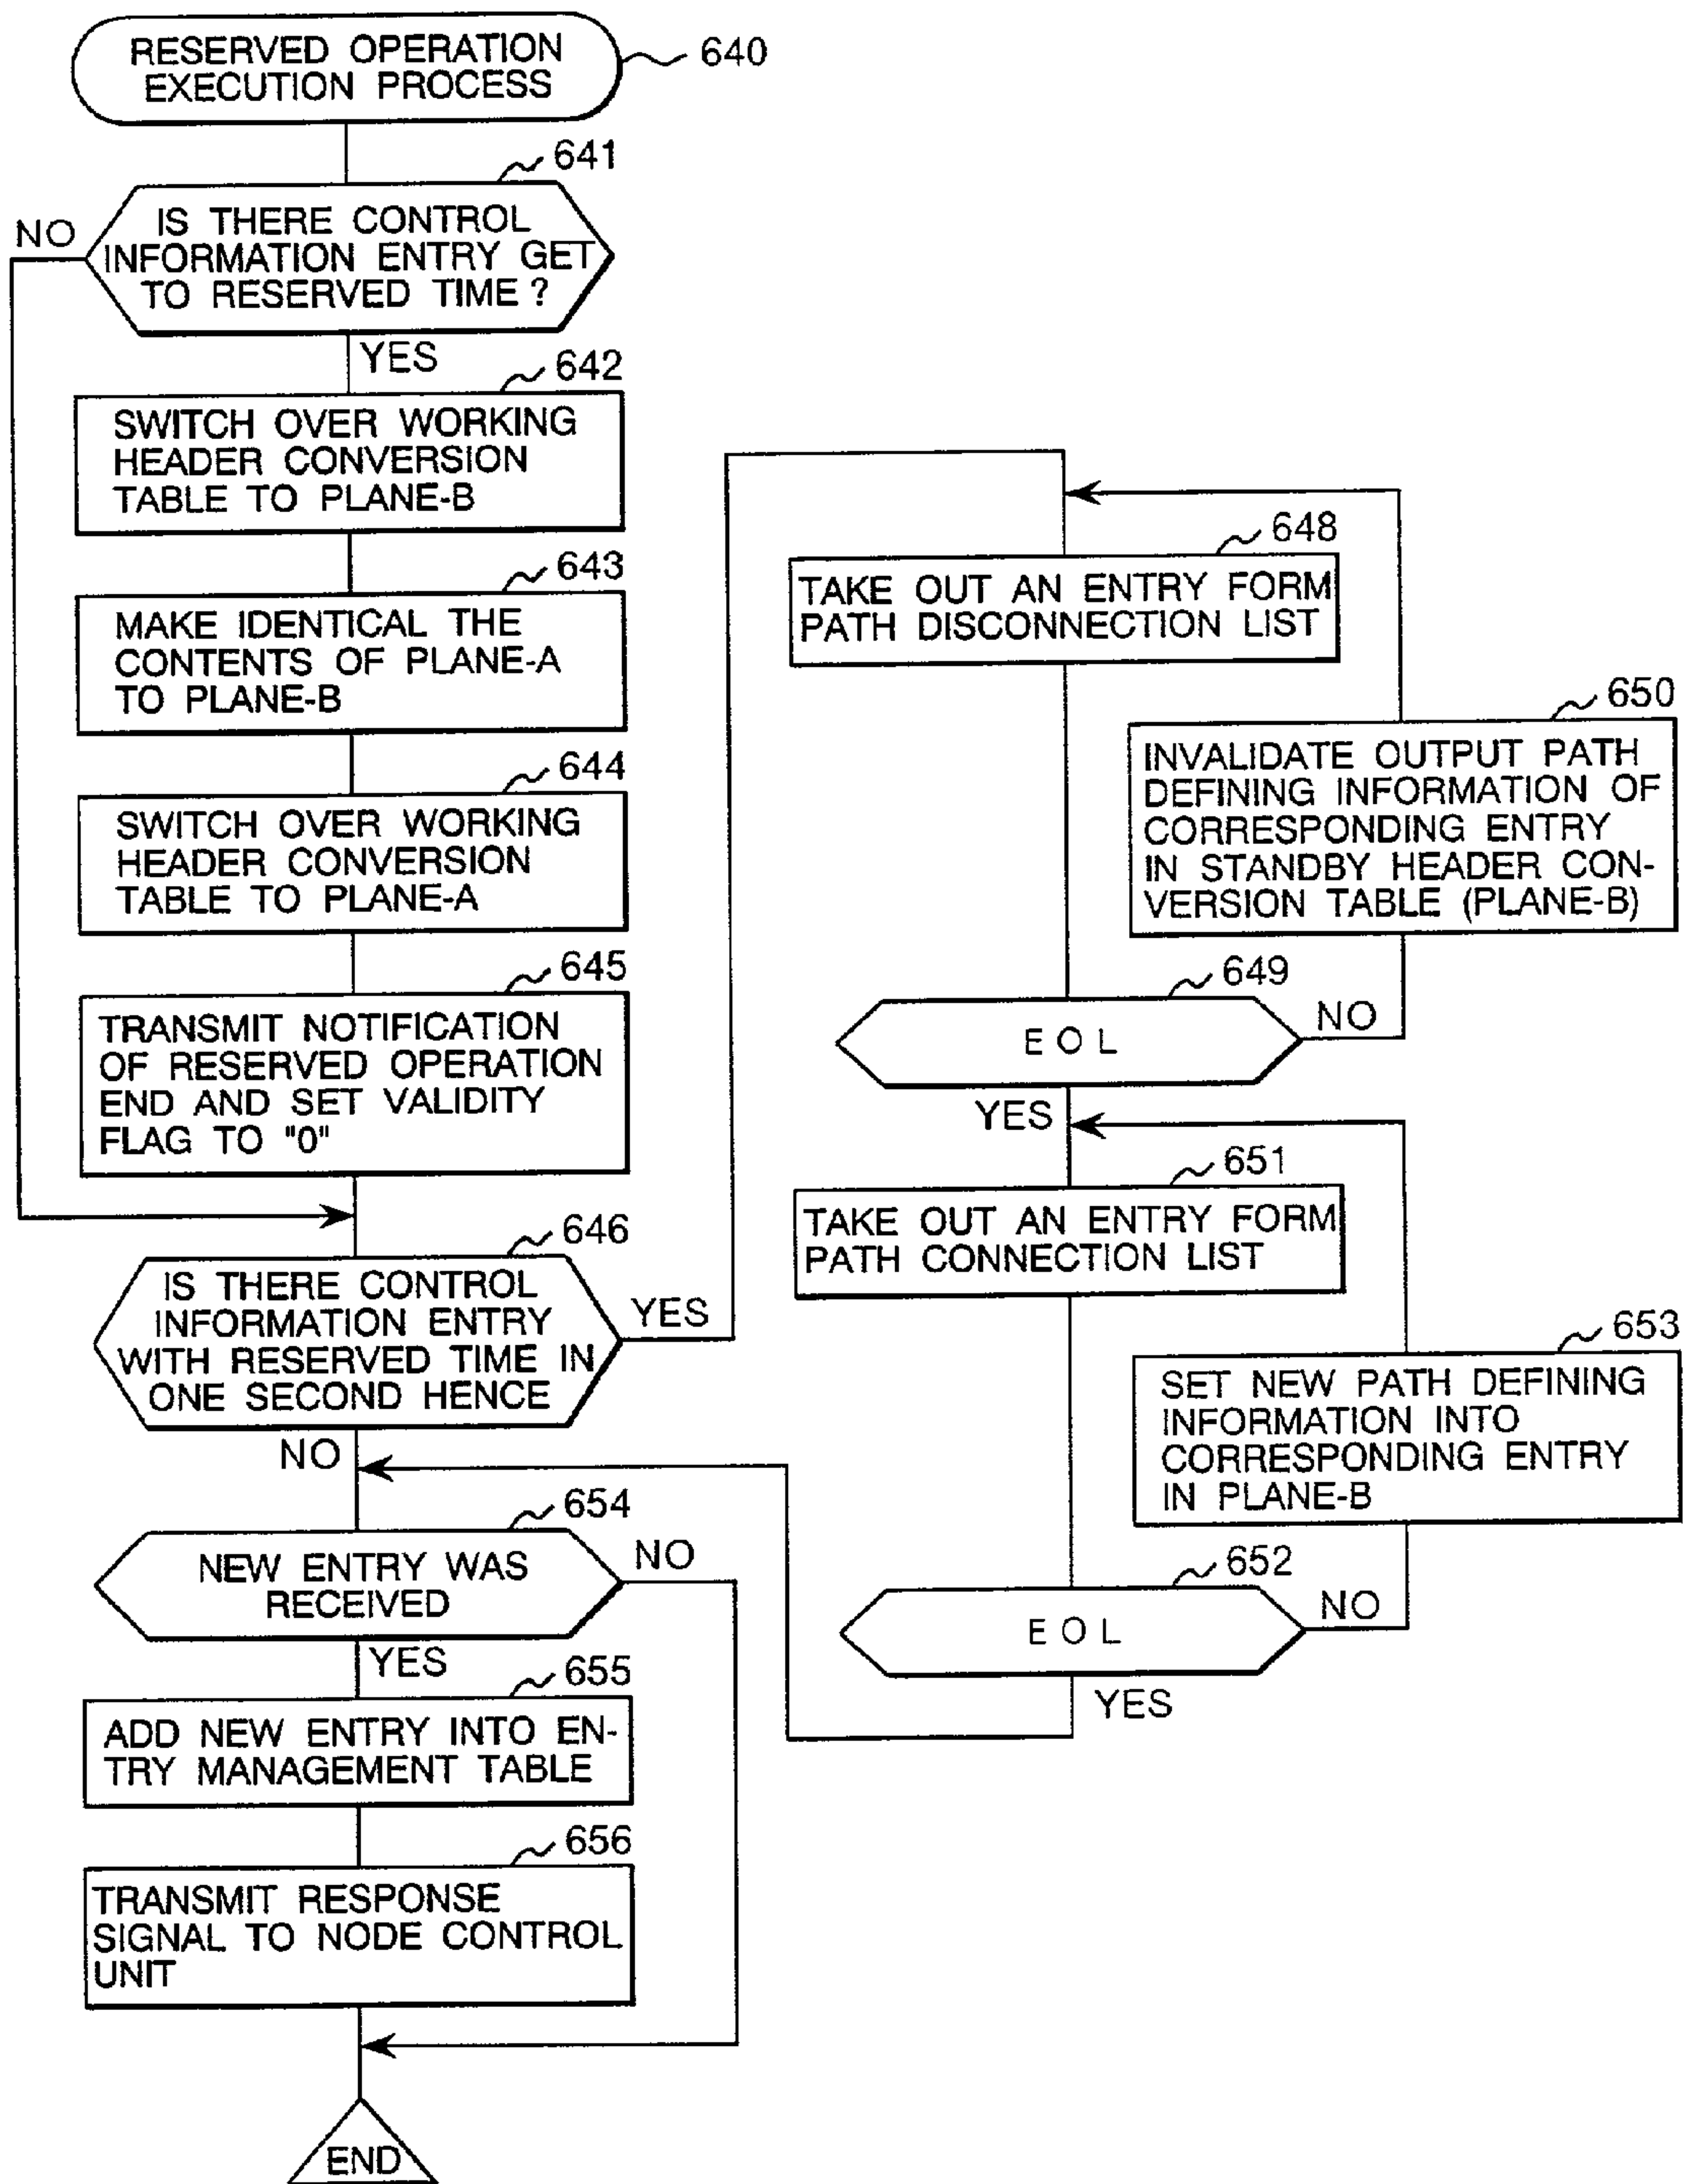 RESERVED OPERATION
EXECUTION PROCESS
640
641
IS THERE CONTROL
INFORMATION ENTRY GET
TO RESERVED TIME ?
NO
YES
642
SWITCH OVER WORKING
HEADER CONVERSION
TABLE TO PLANE-B
643
MAKE IDENTICAL THE
CONTENTS OF PLANE-A
TO PLANE-B
644
SWITCH OVER WORKING
HEADER CONVERSION
TABLE TO PLANE-A
645
TRANSMIT NOTIFICATION
OF RESERVED OPERATION
END AND SET VALIDITY
FLAG TO "0"
646
IS THERE CONTROL
INFORMATION ENTRY
WITH RESERVED TIME IN
ONE SECOND HENCE
YES
NO
648
TAKE OUT AN ENTRY FORM
PATH DISCONNECTION LIST
650
INVALIDATE OUTPUT PATH
DEFINING INFORMATION OF
CORRESPONDING ENTRY
IN STANDBY HEADER CON-
VERSION TABLE (PLANE-B)
649
E O L
NO
YES
651
TAKE OUT AN ENTRY FORM
PATH CONNECTION LIST
653
SET NEW PATH DEFINING
INFORMATION INTO
CORRESPONDING ENTRY
IN PLANE-B
652
E O L
NO
YES
654
NEW ENTRY WAS
RECEIVED
NO
YES
655
ADD NEW ENTRY INTO EN-
TRY MANAGEMENT TABLE
656
TRANSMIT RESPONSE
SIGNAL TO NODE CONTROL
UNIT
END